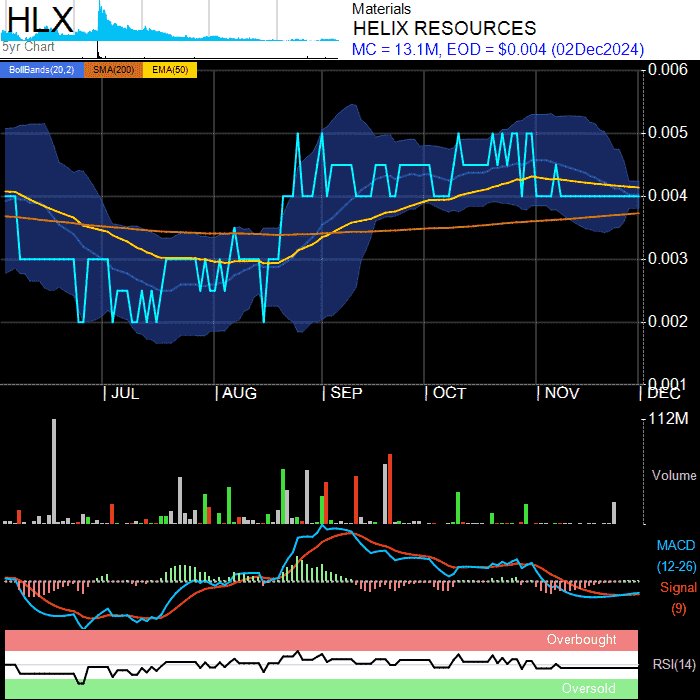 HLX
5yr Chart
Materials
HELIX RESOURCES
MC = 13.1M, EOD = $0.004 (02Dec2024)
BollBands(20,2) SMA(200) EMA(50)
0.006
0.005
0.004
0.003
0.002
0.001
JUL AUG SEP OCT NOV DEC
112M
Volume
MACD
(12-26)
Signal
(9)
Overbought
RSI(14)
Oversold